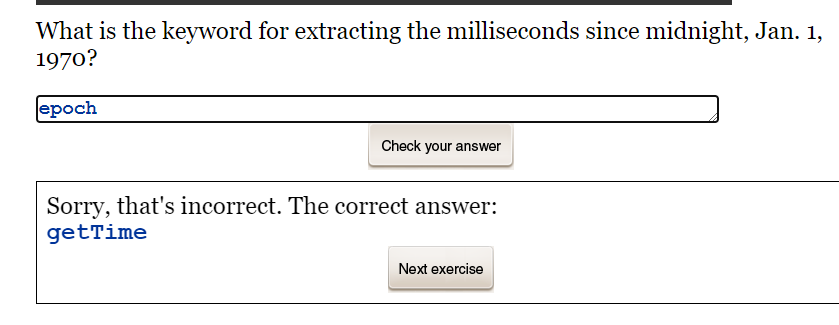 What is the keyword for extracting the milliseconds since midnight, Jan. 1,
1970?
epoch
Check your answer
Sorry, that's incorrect. The correct answer:
getTime
Next exercise